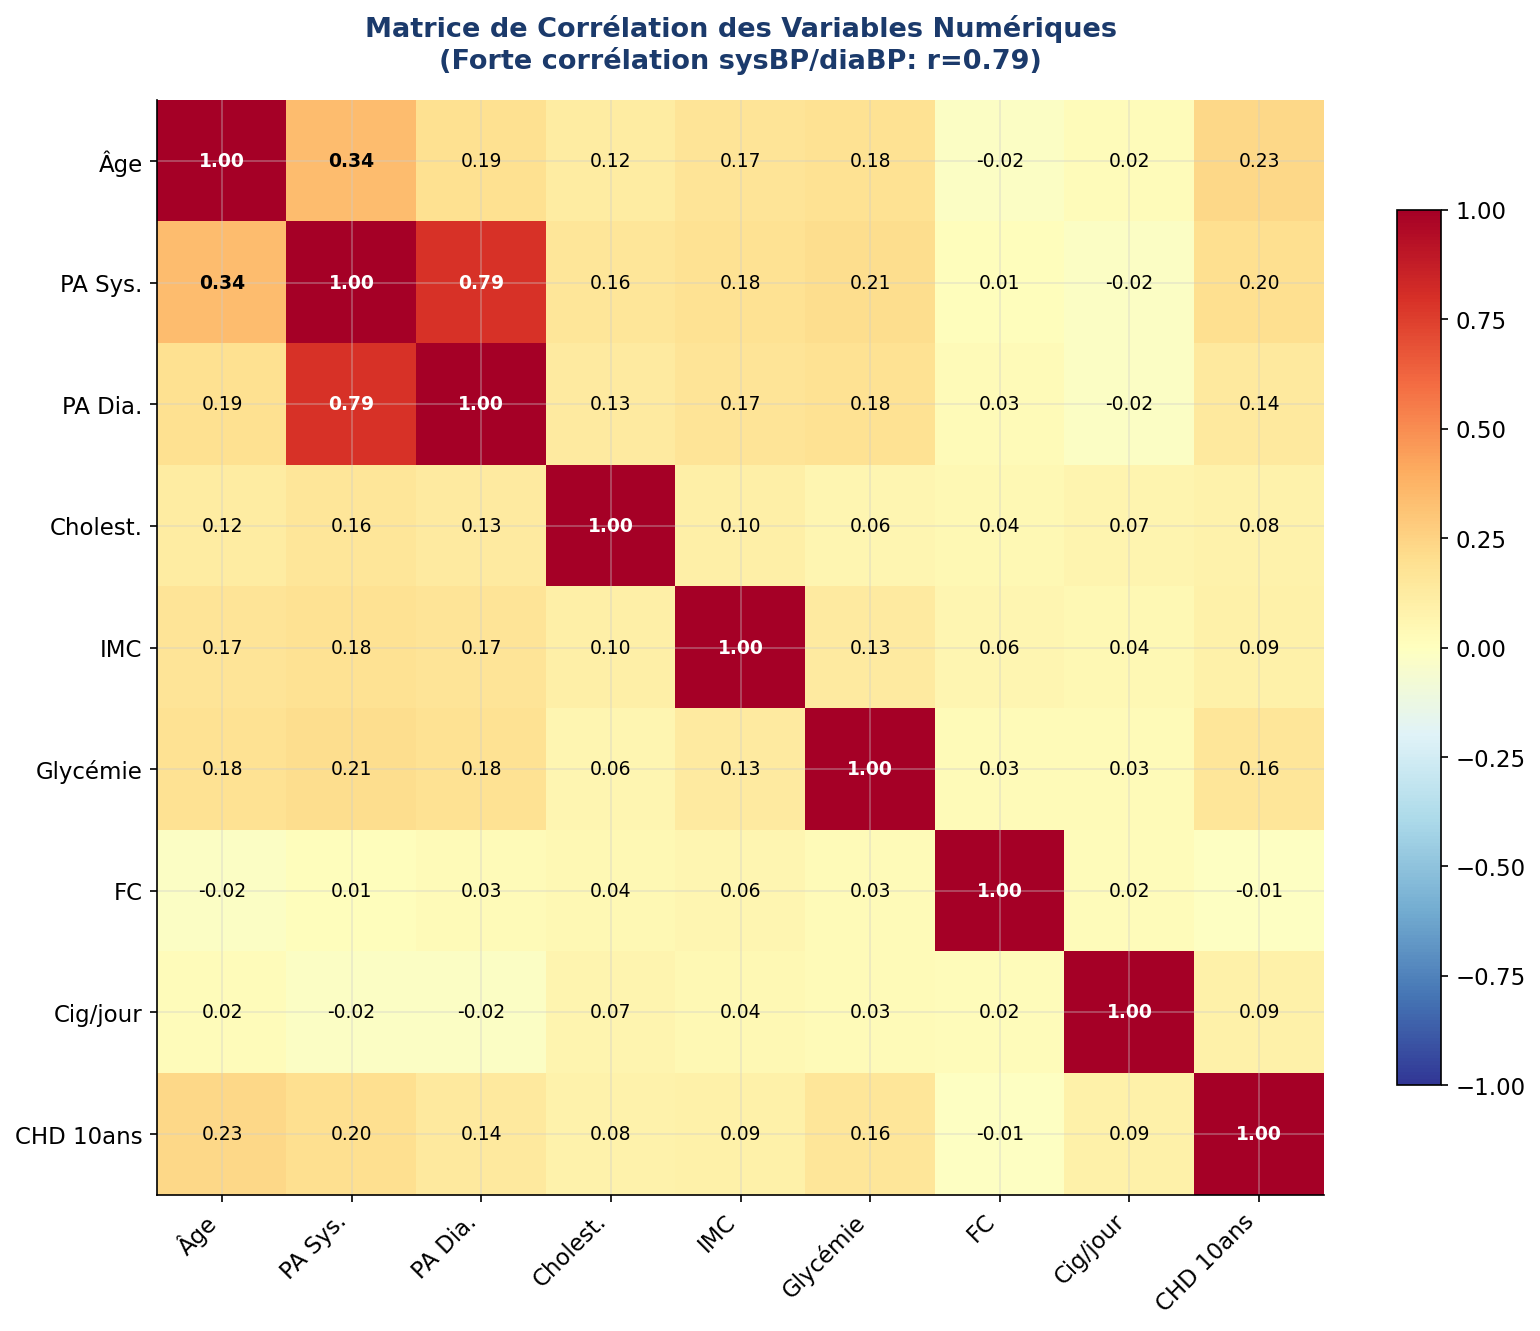 Matrice de Corrélation des Variables Numériques
(Forte corrélation sysBP/diaBP: r=0.79)
Âge 1.00 0.34 0.19 0.12 0.17 0.18 -0.02 0.02 0.23
PA Sys. 0.34 1.00 0.79 0.16 0.18 0.21 0.01 -0.02 0.20
PA Dia. 0.19 0.79 1.00 0.13 0.17 0.18 0.03 -0.02 0.14
Cholest. 0.12 0.16 0.13 1.00 0.10 0.06 0.04 0.07 0.08
IMC 0.17 0.18 0.17 0.10 1.00 0.13 0.06 0.04 0.09
Glycémie 0.18 0.21 0.18 0.06 0.13 1.00 0.03 0.03 0.16
FC -0.02 0.01 0.03 0.04 0.06 0.03 1.00 0.02 -0.01
Cig/jour 0.02 -0.02 -0.02 0.07 0.04 0.03 0.02 1.00 0.09
CHD 10ans 0.23 0.20 0.14 0.08 0.09 0.16 -0.01 0.09 1.00
Âge PA Sys. PA Dia. Cholest. IMC Glycémie FC Cig/jour CHD 10ans
1.00
0.75
0.50
0.25
0.00
−0.25
−0.50
−0.75
−1.00